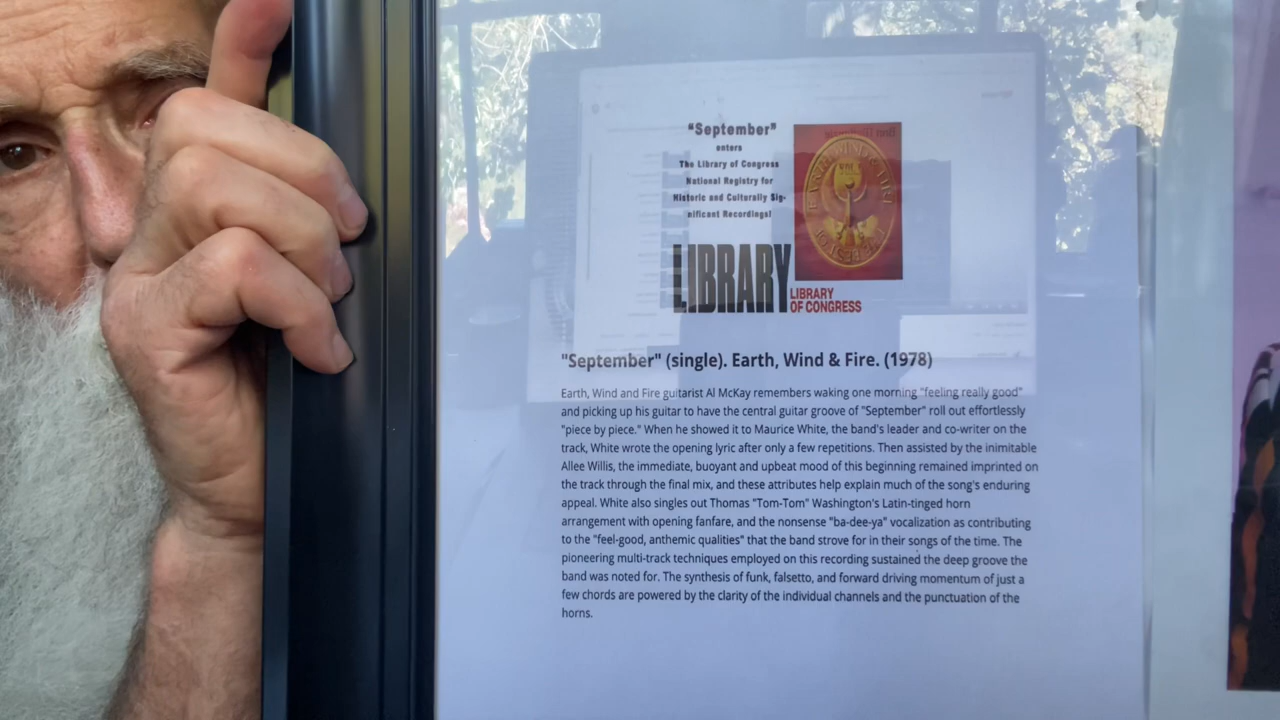 "September"
enters
The Library of Congress
National Registry for
Historic and Culturally Sig-
nificant Recordings!
EARTH, WIND & FIRE
VOL. 1
THE BEST OF
LIBRARY
LIBRARY
OF CONGRESS
"September" (single). Earth, Wind & Fire. (1978)
Earth, Wind and Fire guitarist Al McKay remembers waking one morning "feeling really good"
and picking up his guitar to have the central guitar groove of "September" roll out effortlessly
"piece by piece." When he showed it to Maurice White, the band's leader and co-writer on the
track, White wrote the opening lyric after only a few repetitions. Then assisted by the inimitable
Allee Willis, the immediate, buoyant and upbeat mood of this beginning remained imprinted on
the track through the final mix, and these attributes help explain much of the song's enduring
appeal. White also singles out Thomas "Tom-Tom" Washington's Latin-tinged horn
arrangement with opening fanfare, and the nonsense "ba-dee-ya" vocalization as contributing
to the "feel-good, anthemic qualities" that the band strove for in their songs of the time. The
pioneering multi-track techniques employed on this recording sustained the deep groove the
band was noted for. The synthesis of funk, falsetto, and forward driving momentum of just a
few chords are powered by the clarity of the individual channels and the punctuation of the
horns.